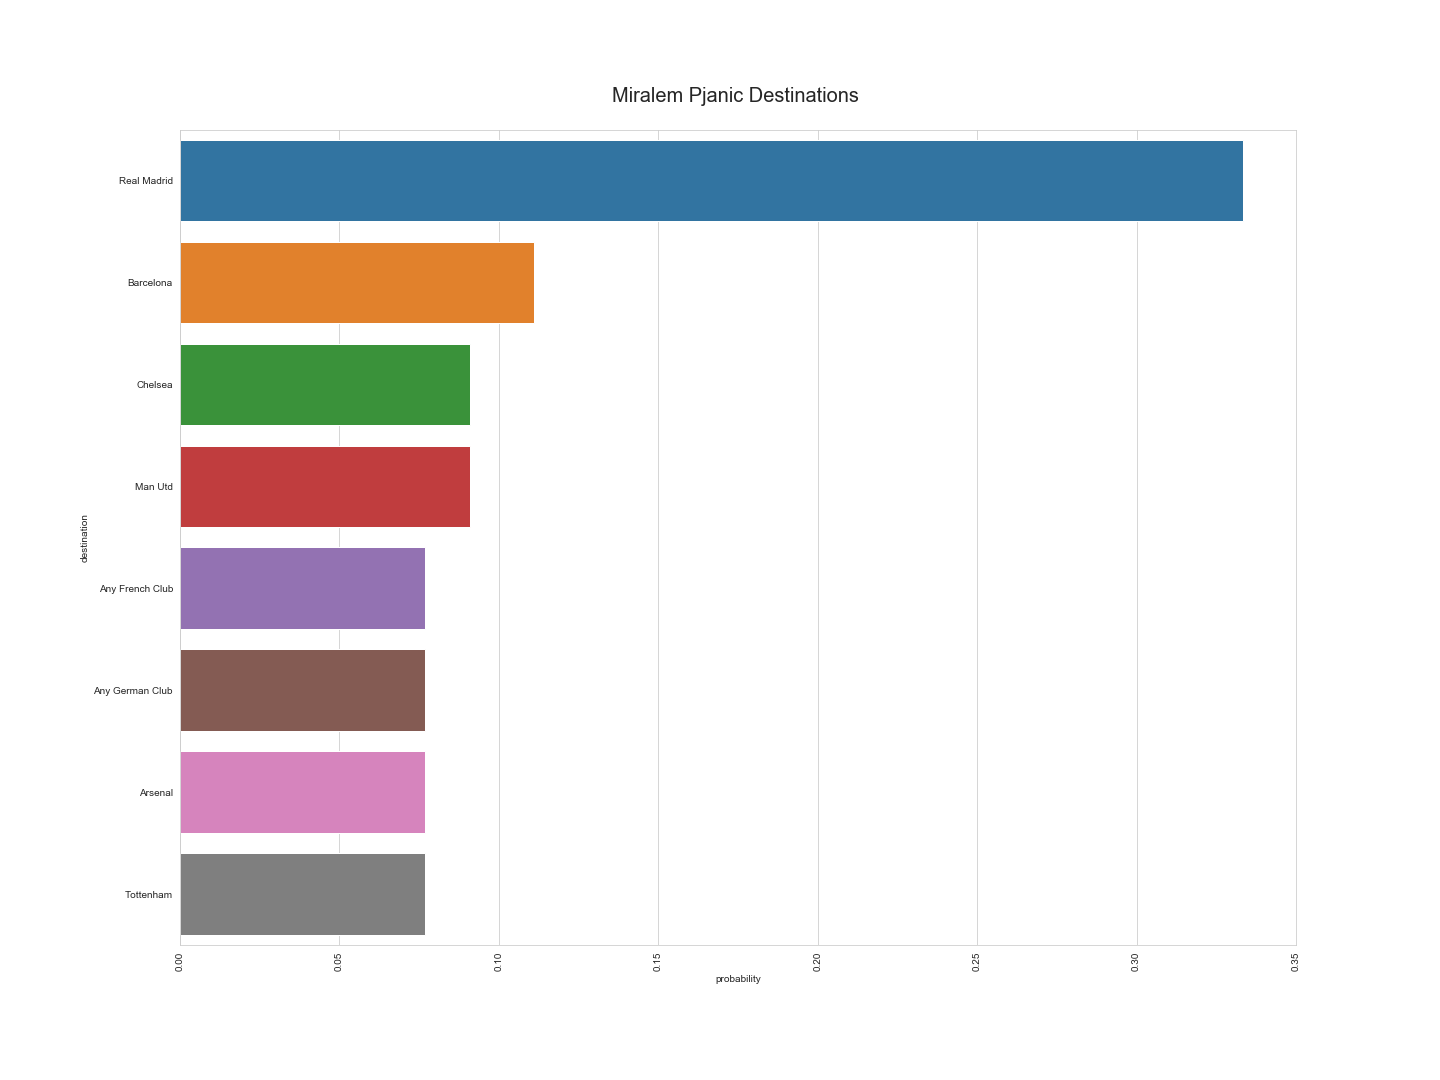 Miralem Pjanic Destinations
Real Madrid
Barcelona
Chelsea
Man Utd
destination
Any French Club
Any German Club
Arsenal
Tottenham
0.00
0.05
0.10
0.15
0.20
0.25
0.30
0.35
probability